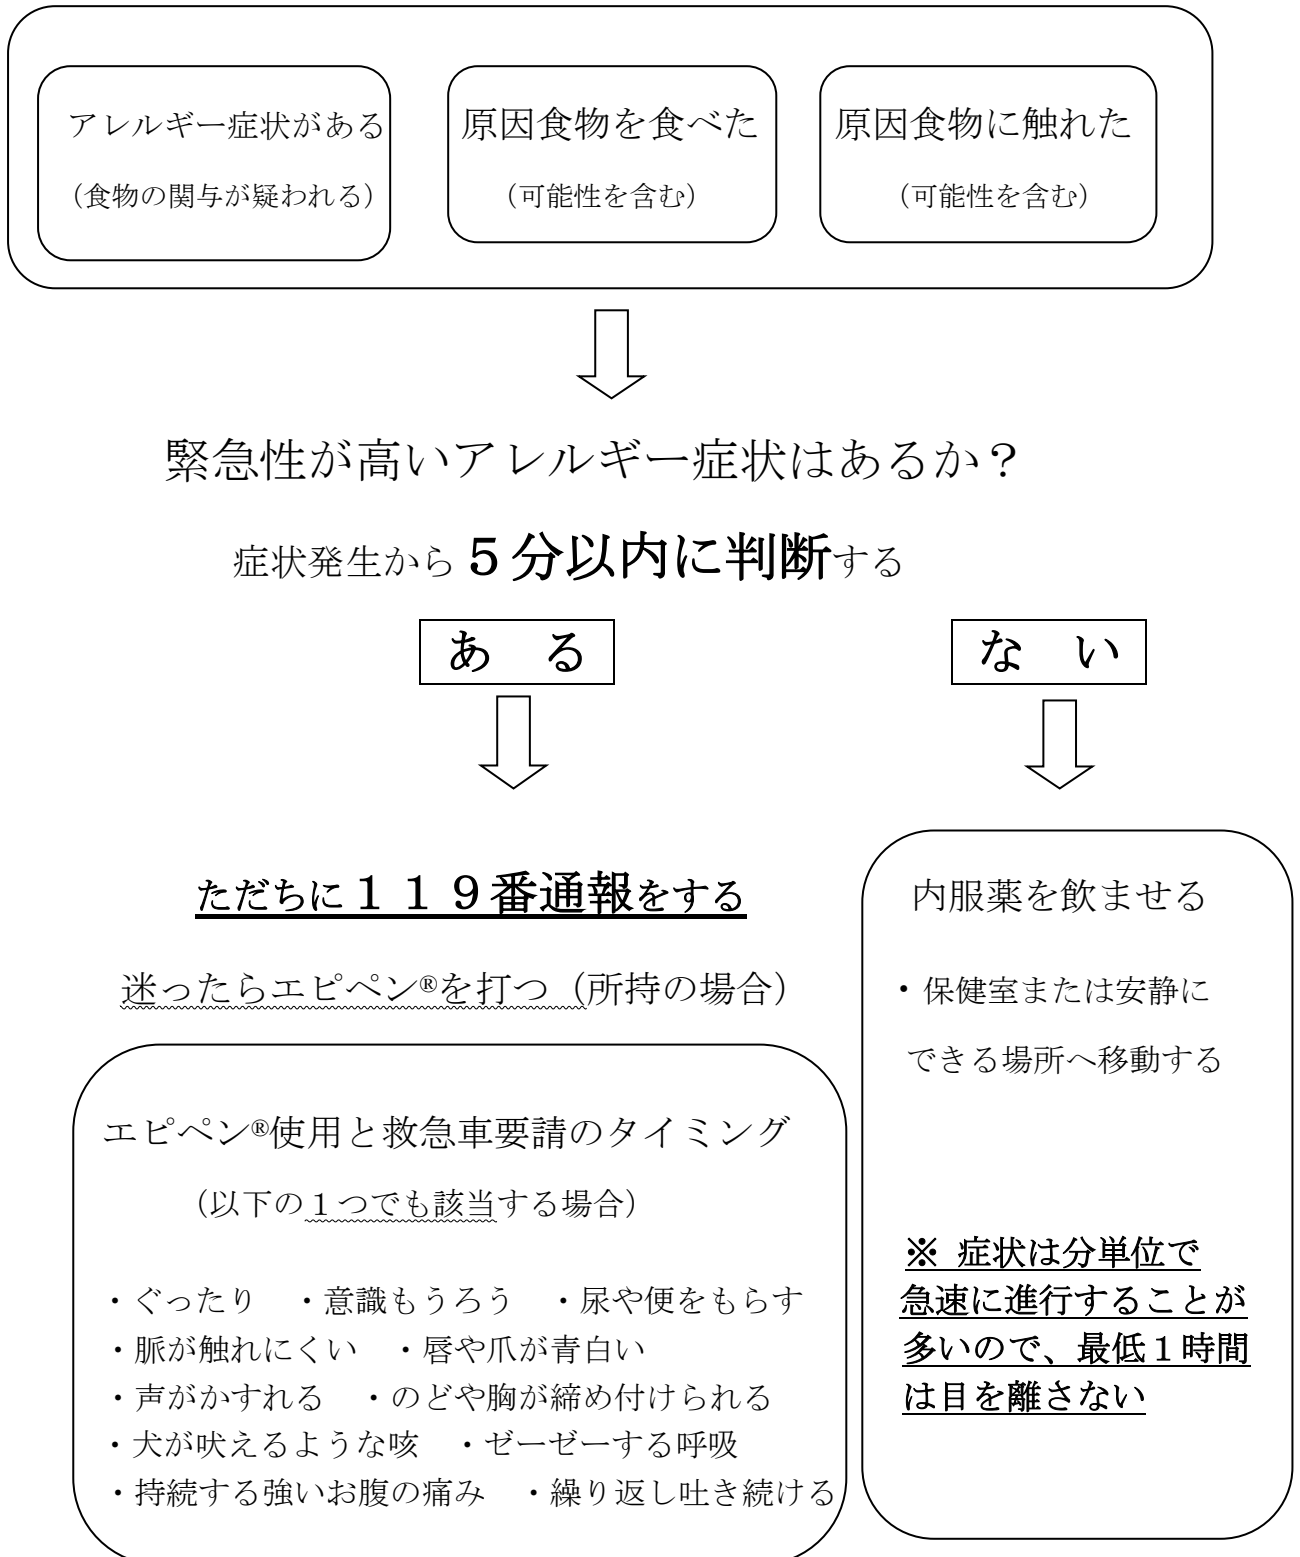 アレルギー症状がある
（食物の関与が疑われる）
原因食物を食べた
（可能性を含む）
原因食物に触れた
（可能性を含む）
緊急性が高いアレルギー症状はあるか？
症状発生から５分以内に判断する
あ　る
な　い
ただちに１１９番通報をする
迷ったらエピペン®を打つ（所持の場合）
エピペン®使用と救急車要請のタイミング
（以下の１つでも該当する場合）
・ぐったり　・意識もうろう　・尿や便をもらす
・脈が触れにくい　・唇や爪が青白い
・声がかすれる　・のどや胸が締め付けられる
・犬が吠えるような咳　・ゼーゼーする呼吸
・持続する強いお腹の痛み　・繰り返し吐き続ける
内服薬を飲ませる
・保健室または安静に
できる場所へ移動する
※ 症状は分単位で
急速に進行することが
多いので、最低１時間
は目を離さない